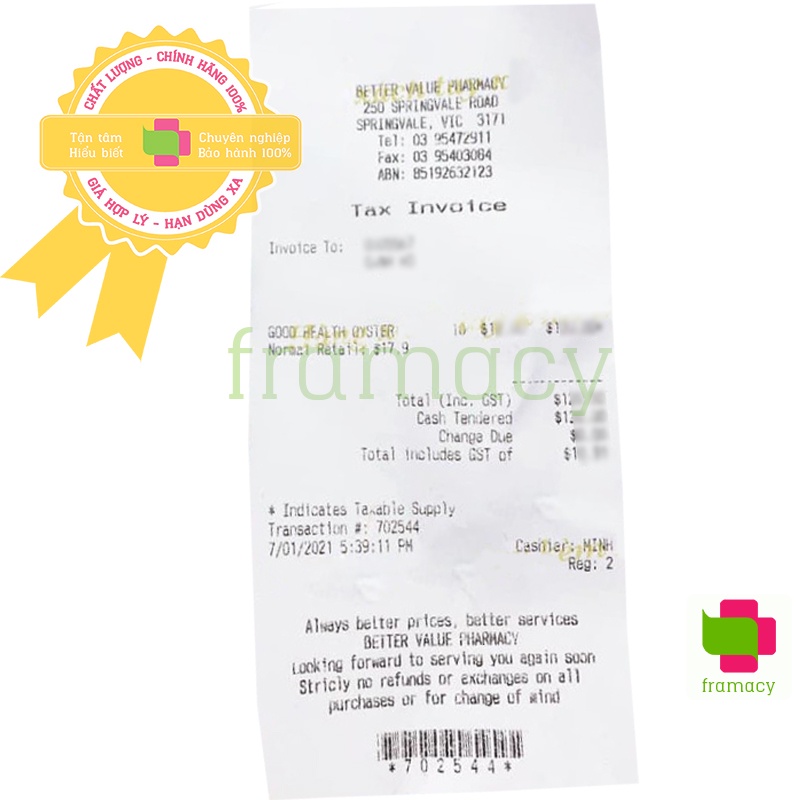 CHẤT LƯỢNG - CHÍNH HÃNG 100%
Tận tâm
Hiểu biết
Chuyên nghiệp
Bảo hành 100%
GIÁ HỢP LÝ - HẠN DÙNG XA
BETTER VALUE PHARMACY
250 SPRINGVALE ROAD
SPRINGVALE, VIC 3171
Tel: 03 95472911
Fax: 03 95403064
ABN: 85192632123
Tax Invoice
Invoice To:
GOOD HEALTH OYSTER 10
Normal Retail: $17.9
framacy
Total (Inc. GST)
Cash Tendered
Change Due
Total includes GST of
* Indicates Taxable Supply
Transaction #: 702544
7/01/2021 5:39:11 PM Cashier: MINH
Reg: 2
Always better prices, better services
BETTER VALUE PHARMACY
Looking forward to serving you again soon
Stricly no refunds or exchanges on all
purchases or for change of mind
*702544*
framacy